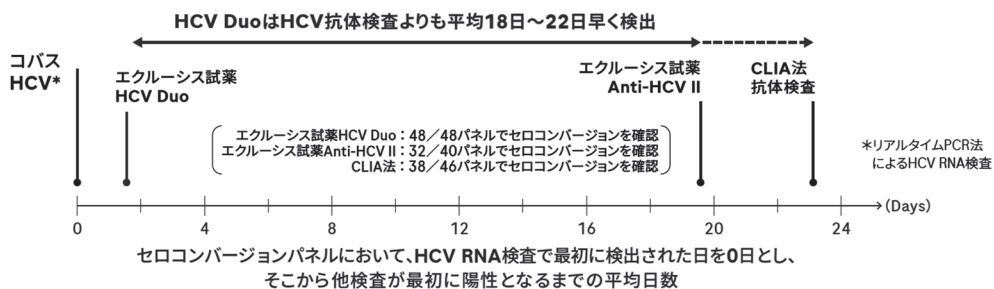 HCV DuoはHCV抗体検査よりも平均18日〜22日早く検出
コバス
HCV*
エクルーシス試薬
HCV Duo
エクルーシス試薬
Anti-HCV II
CLIA法
抗体検査
エクルーシス試薬HCV Duo：48／48パネルでセロコンバージョンを確認
エクルーシス試薬Anti-HCV II：32／40パネルでセロコンバージョンを確認
CLIA法：38／46パネルでセロコンバージョンを確認
*リアルタイムPCR法
によるHCV RNA検査
0 4 8 12 16 20 24 (Days)
セロコンバージョンパネルにおいて、HCV RNA検査で最初に検出された日を0日とし、
そこから他検査が最初に陽性となるまでの平均日数